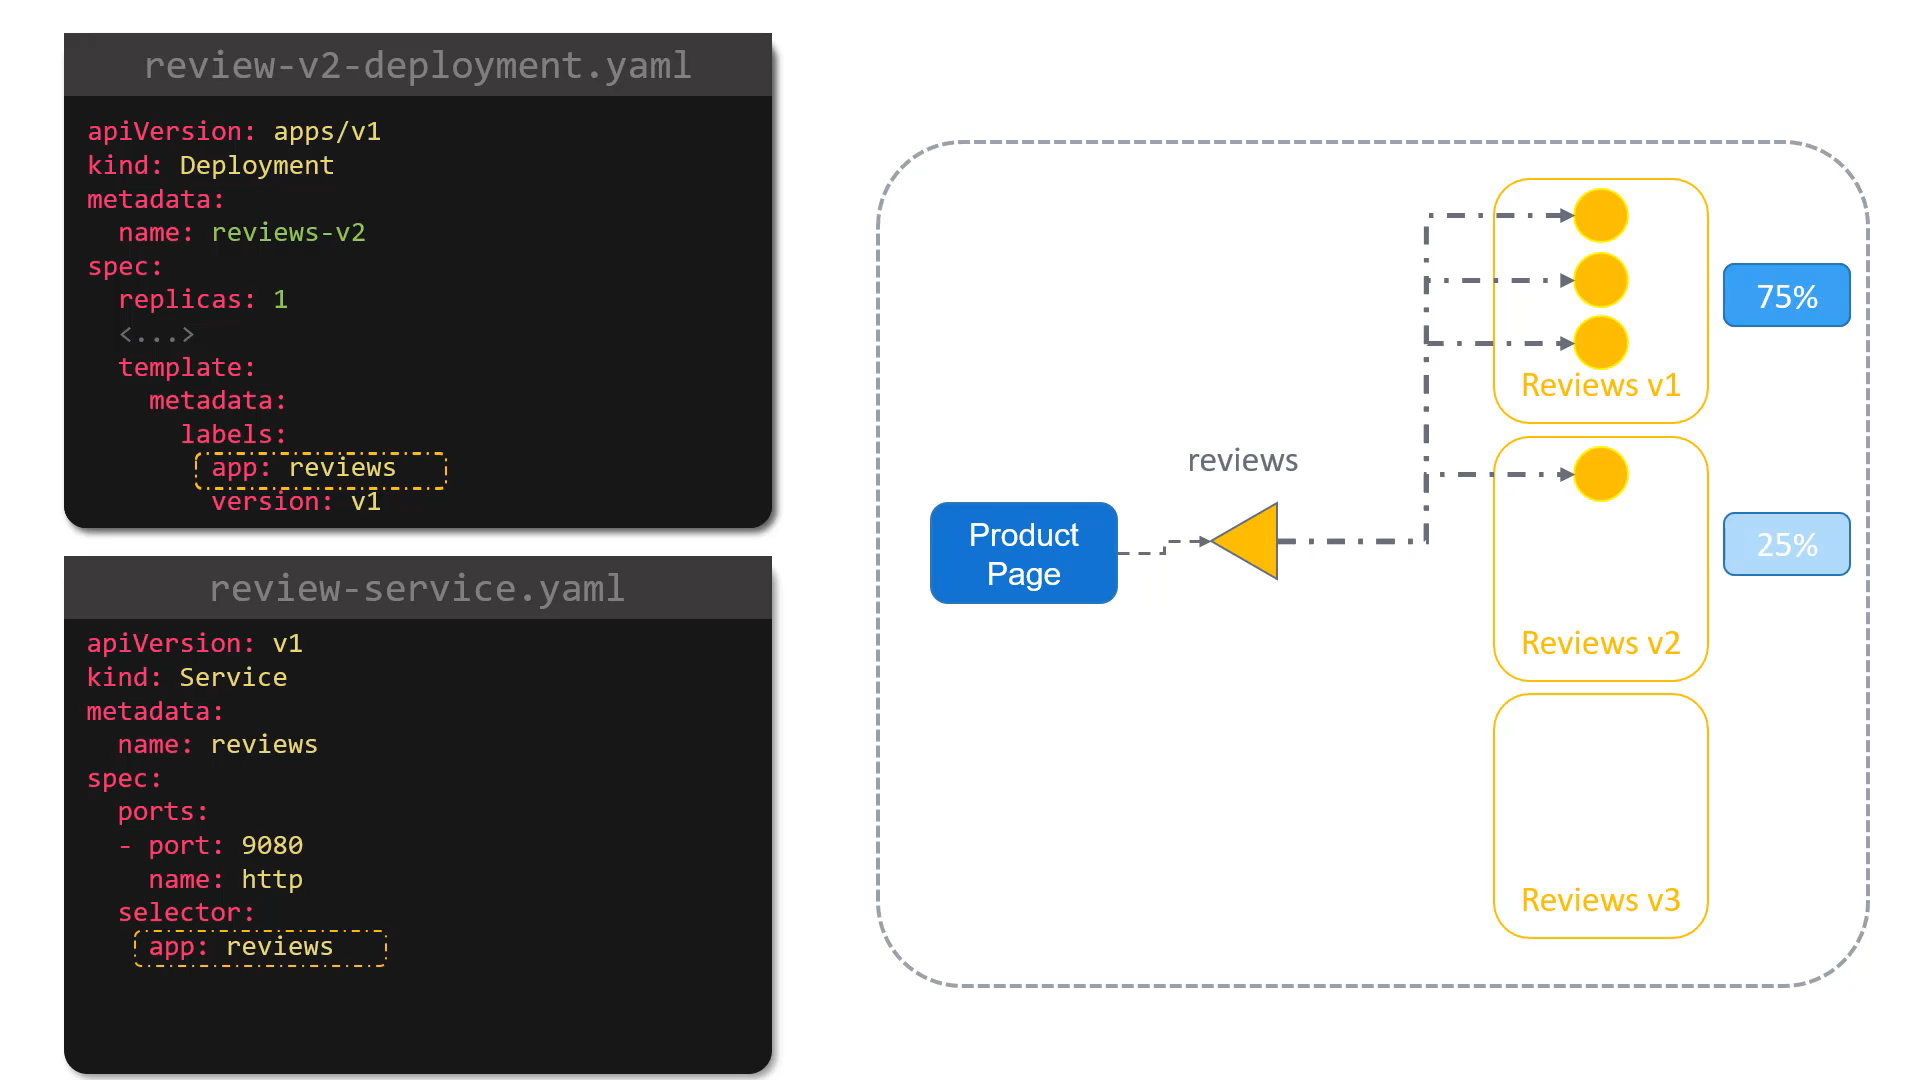 review-v2-deployment.yaml
apiVersion: apps/v1
kind: Deployment
metadata:
  name: reviews-v2
spec:
  replicas: 1
  <...>
  template:
    metadata:
      labels:
        app: reviews
        version: v1
review-service.yaml
apiVersion: v1
kind: Service
metadata:
  name: reviews
spec:
  ports:
  - port: 9080
    name: http
  selector:
    app: reviews
Product
Page
reviews
Reviews v1
75%
Reviews v2
25%
Reviews v3